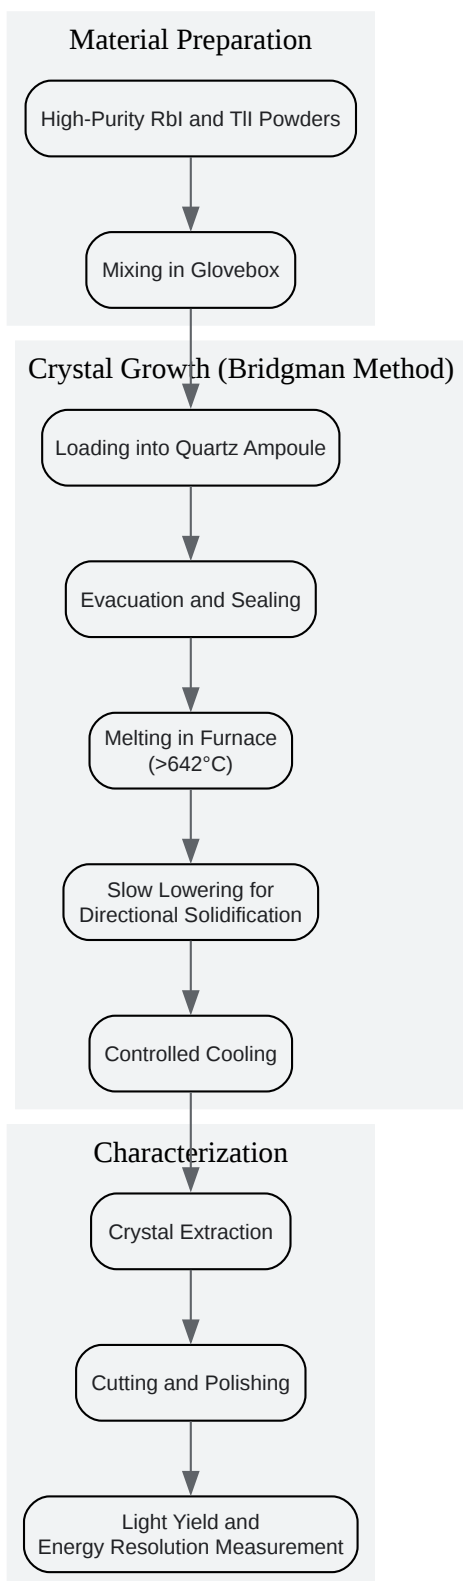 Material Preparation
High-Purity RbI and TlI Powders
Mixing in Glovebox
Crystal Growth (Bridgman Method)
Loading into Quartz Ampoule
Evacuation and Sealing
Melting in Furnace
(>642°C)
Slow Lowering for
Directional Solidification
Controlled Cooling
Characterization
Crystal Extraction
Cutting and Polishing
Light Yield and
Energy Resolution Measurement